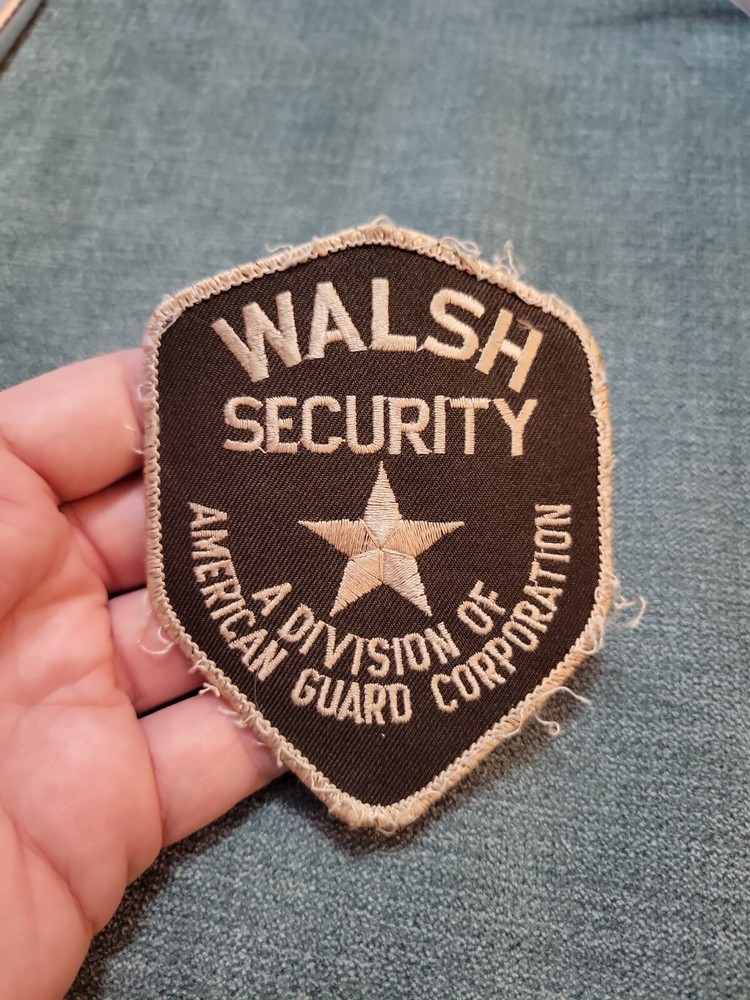 WALSH
SECURITY
A DIVISION OF
AMERICAN GUARD CORPORATION